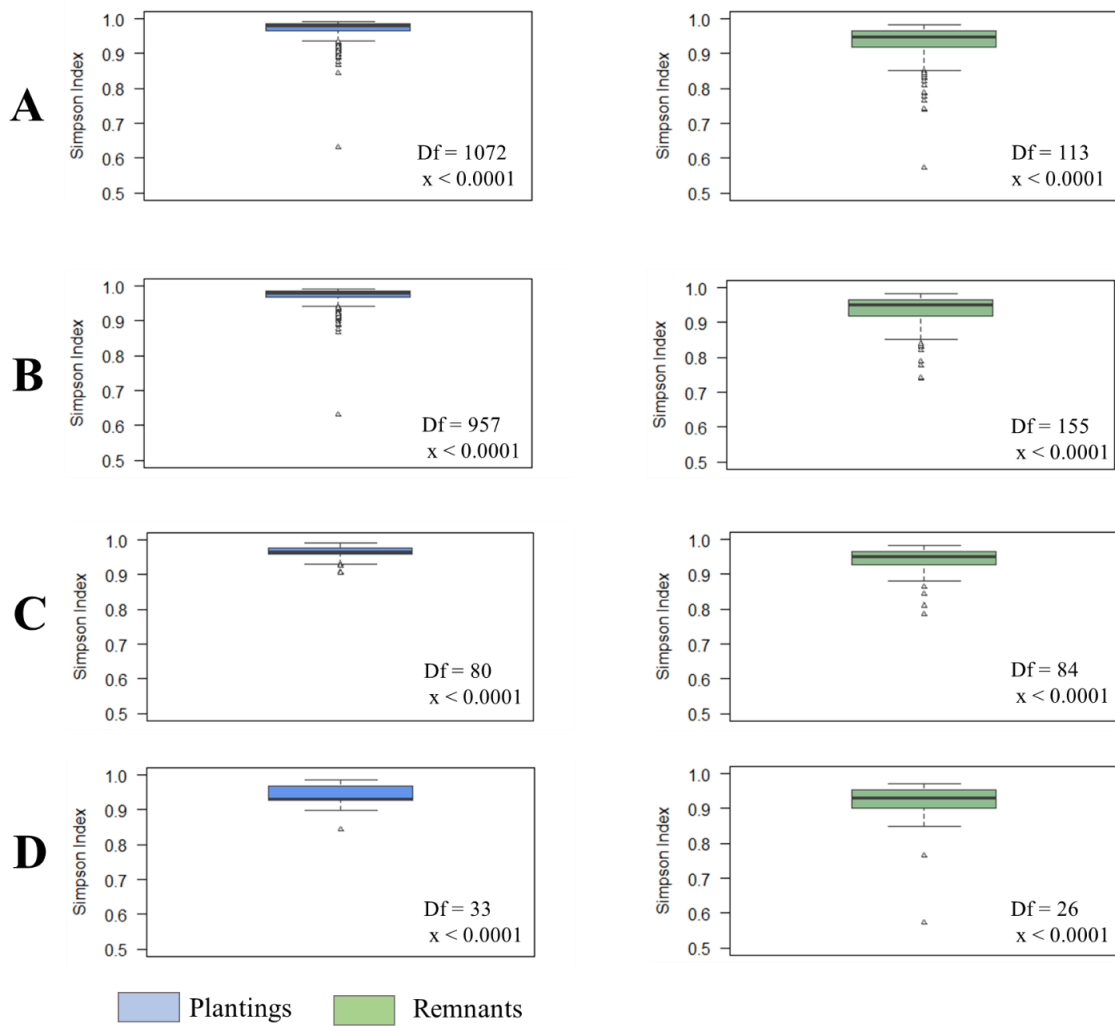 A
Simpson Index
1.0
0.9
0.8
0.7
0.6
0.5
Df = 1072
x < 0.0001
Simpson Index
1.0
0.9
0.8
0.7
0.6
0.5
Df = 113
x < 0.0001
B
Simpson Index
1.0
0.9
0.8
0.7
0.6
0.5
Df = 957
x < 0.0001
Simpson Index
1.0
0.9
0.8
0.7
0.6
0.5
Df = 155
x < 0.0001
C
Simpson Index
1.0
0.9
0.8
0.7
0.6
0.5
Df = 80
x < 0.0001
Simpson Index
1.0
0.9
0.8
0.7
0.6
0.5
Df = 84
x < 0.0001
D
Simpson Index
1.0
0.9
0.8
0.7
0.6
0.5
Df = 33
x < 0.0001
Simpson Index
1.0
0.9
0.8
0.7
0.6
0.5
Df = 26
x < 0.0001
Plantings
Remnants